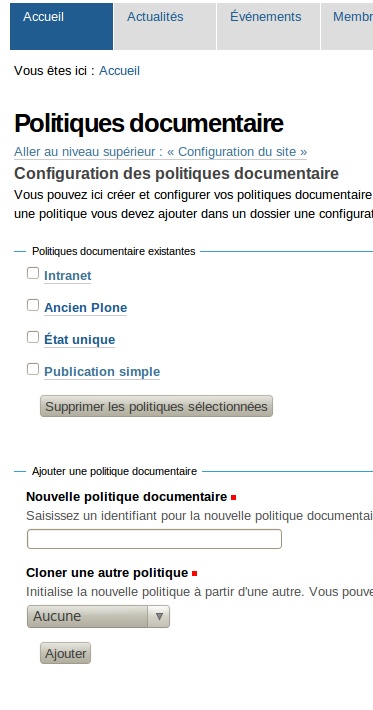 Accueil Actualités Événements Membr
Vous êtes ici : Accueil
Politiques documentaire
Aller au niveau supérieur : « Configuration du site »
Configuration des politiques documentaire
Vous pouvez ici créer et configurer vos politiques documentaire
une politique vous devez ajouter dans un dossier une configurat
Politiques documentaire existantes
Intranet
Ancien Plone
État unique
Publication simple
Supprimer les politiques sélectionnées
Ajouter une politique documentaire
Nouvelle politique documentaire
Saisissez un identifiant pour la nouvelle politique documentai
Cloner une autre politique
Initialise la nouvelle politique à partir d'une autre. Vous pouve
Aucune
Ajouter